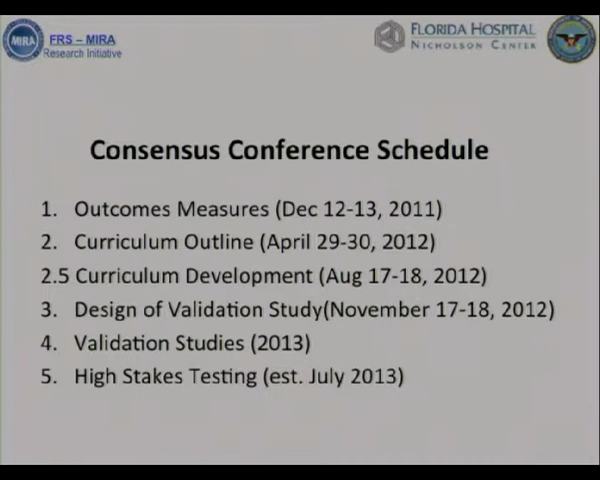 MIRA
FRS – MIRA
Research Initiative
FLORIDA HOSPITAL
NICHOLSON CENTER
Consensus Conference Schedule
1. Outcomes Measures (Dec 12-13, 2011)
2. Curriculum Outline (April 29-30, 2012)
2.5 Curriculum Development (Aug 17-18, 2012)
3. Design of Validation Study(November 17-18, 2012)
4. Validation Studies (2013)
5. High Stakes Testing (est. July 2013)